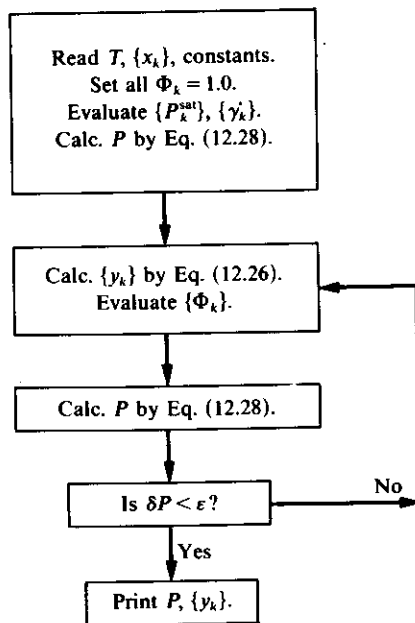 Read T, {x_k}, constants.
Set all Φ_k = 1.0.
Evaluate {P_k^sat}, {γ_k}.
Calc. P by Eq. (12.28).
Calc. {y_k} by Eq. (12.26).
Evaluate {Φ_k}.
Calc. P by Eq. (12.28).
Is δP < ε?
No
Yes
Print P, {y_k}.